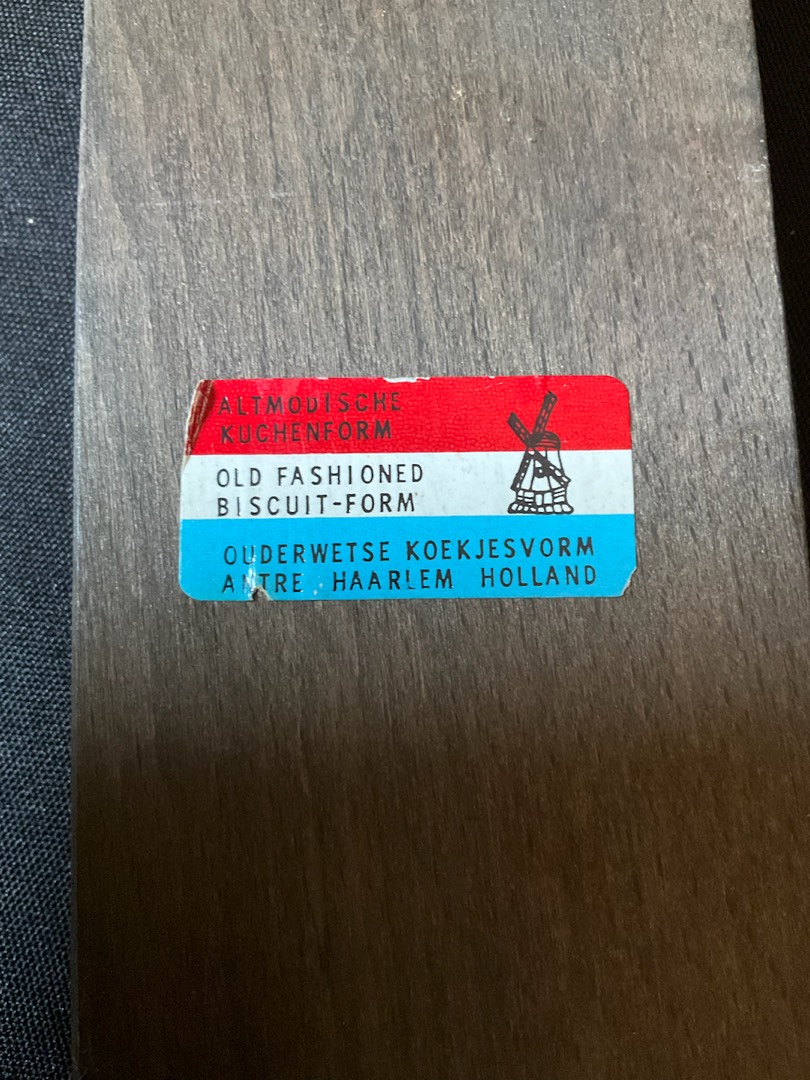 ALTMODISCHE
KUCHENFORM
OLD FASHIONED
BISCUIT-FORM
OUDERWETSE KOEKJESVORM
HAARLEM HOLLAND